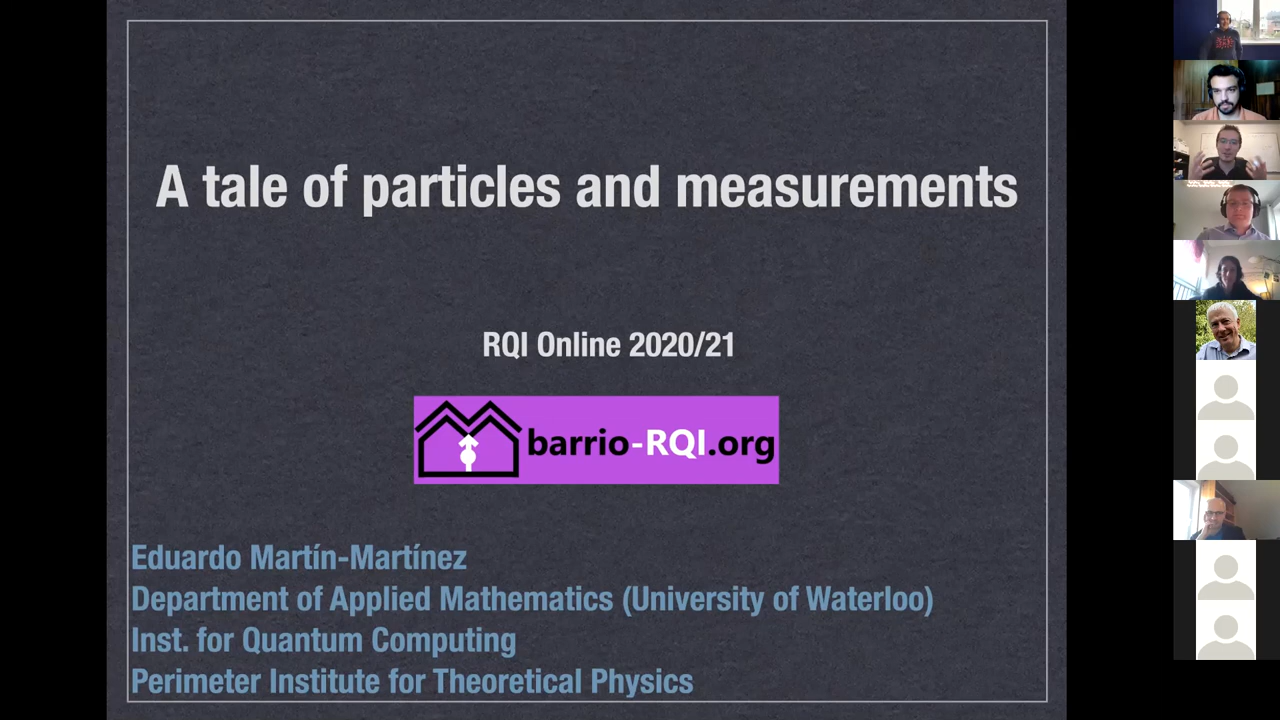 A tale of particles and measurements
RQI Online 2020/21
barrio-RQI.org
Eduardo Martín-Martínez
Department of Applied Mathematics (University of Waterloo)
Inst. for Quantum Computing
Perimeter Institute for Theoretical Physics